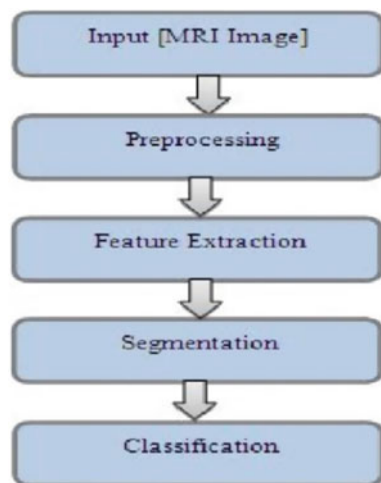 Input [MRI Image]
Preprocessing
Feature Extraction
Segmentation
Classification